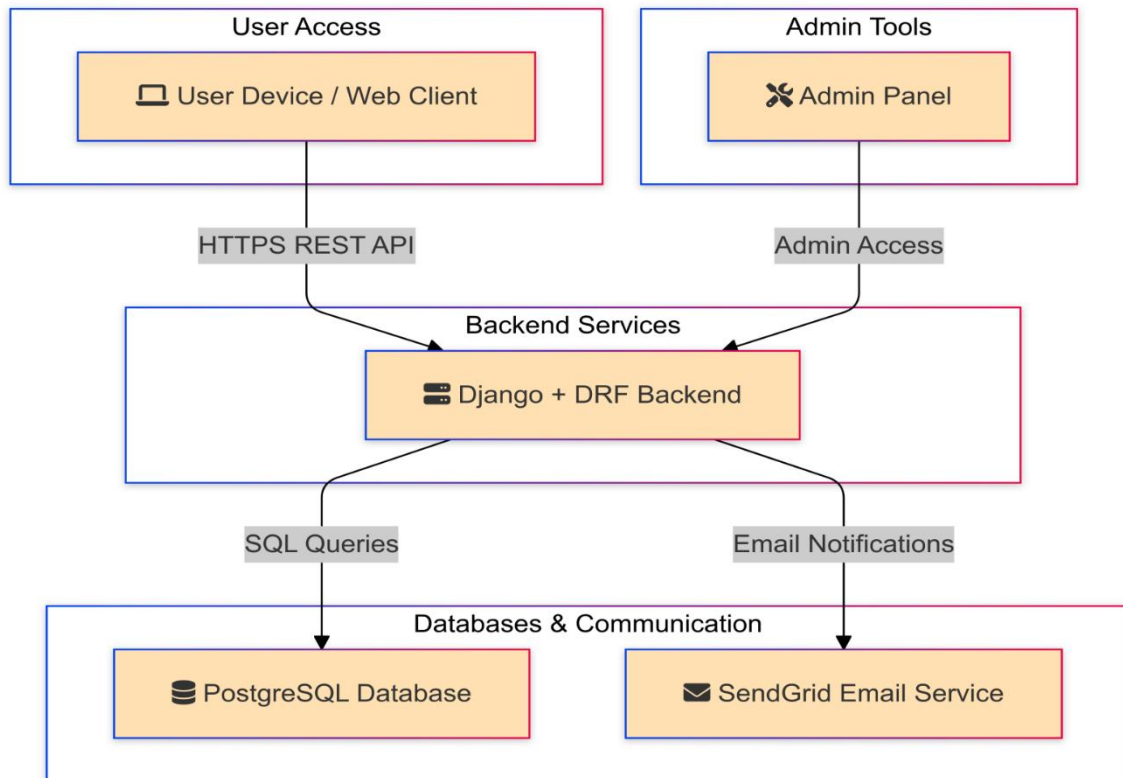 User Access
Admin Tools
User Device / Web Client
Admin Panel
HTTPS REST API
Admin Access
Backend Services
Django + DRF Backend
SQL Queries
Email Notifications
Databases & Communication
PostgreSQL Database
SendGrid Email Service